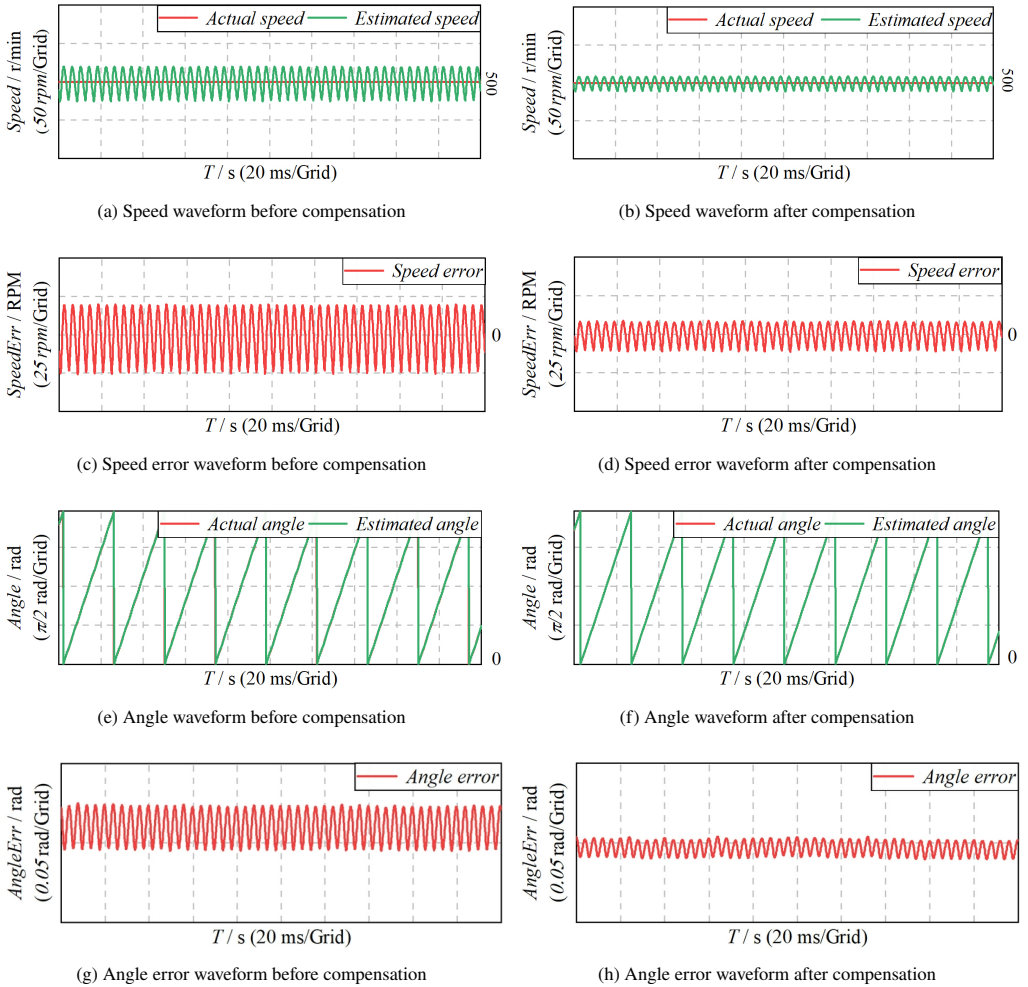 Actual speed Estimated speed
Speed / r/min
(50 rpm/Grid)
500
T / s (20 ms/Grid)
(a) Speed waveform before compensation
Actual speed Estimated speed
Speed / r/min
(50 rpm/Grid)
500
T / s (20 ms/Grid)
(b) Speed waveform after compensation
Speed error
SpeedErr / RPM
(25 rpm/Grid)
0
T / s (20 ms/Grid)
(c) Speed error waveform before compensation
Speed error
SpeedErr / RPM
(25 rpm/Grid)
0
T / s (20 ms/Grid)
(d) Speed error waveform after compensation
Actual angle Estimated angle
Angle / rad
(π/2 rad/Grid)
0
T / s (20 ms/Grid)
(e) Angle waveform before compensation
Actual angle Estimated angle
Angle / rad
(π/2 rad/Grid)
0
T / s (20 ms/Grid)
(f) Angle waveform after compensation
Angle error
AngleErr / rad
(0.05 rad/Grid)
T / s (20 ms/Grid)
(g) Angle error waveform before compensation
Angle error
AngleErr / rad
(0.05 rad/Grid)
T / s (20 ms/Grid)
(h) Angle error waveform after compensation